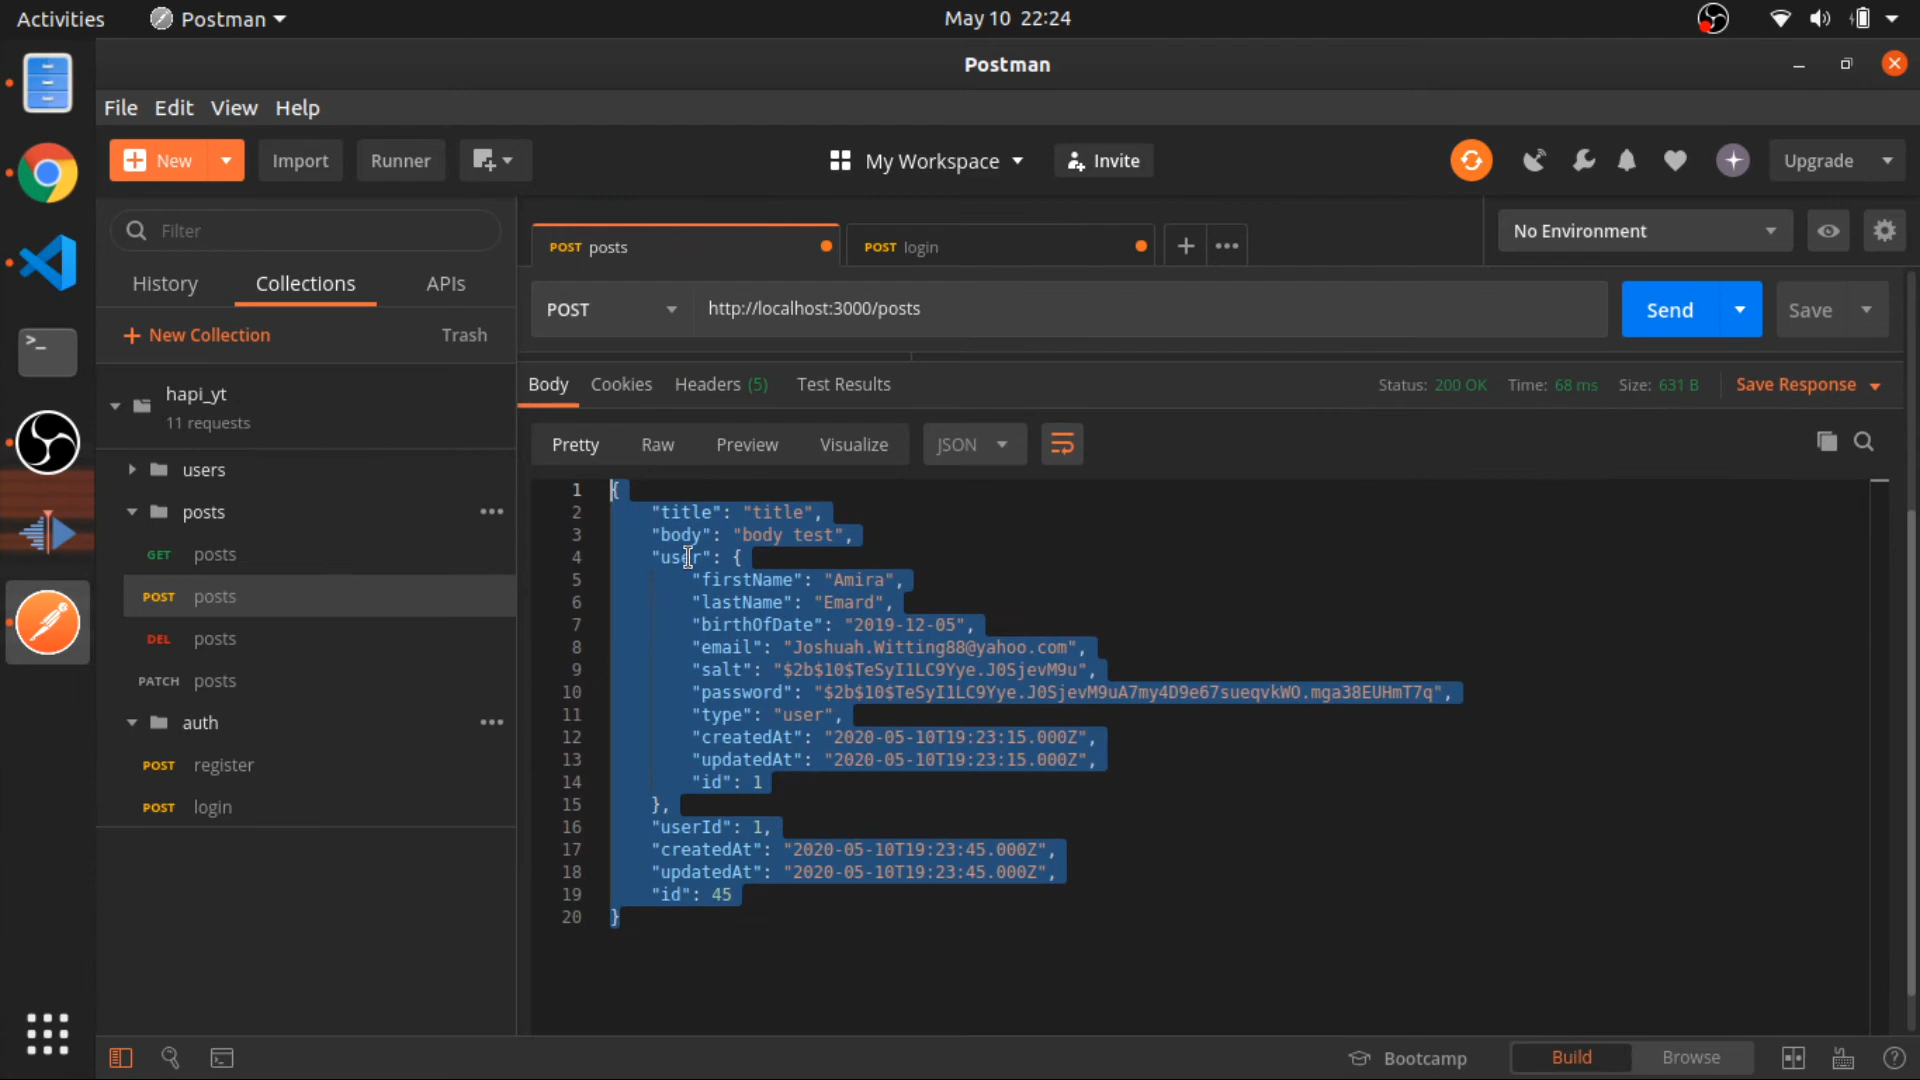 Activities Postman May 10 22:24
Postman
File Edit View Help
New Import Runner My Workspace Invite Upgrade
Filter
History Collections APIs
New Collection Trash
hapi_yt
11 requests
users
posts
GET posts
POST posts
DEL posts
PATCH posts
auth
POST register
POST login
POST posts POST login No Environment
POST http://localhost:3000/posts Send Save
Body Cookies Headers (5) Test Results Status: 200 OK Time: 68 ms Size: 631 B Save Response
Pretty Raw Preview Visualize JSON
1 {
2 "title": "title",
3 "body": "body test",
4 "user": {
5 "firstName": "Amira",
6 "lastName": "Emard",
7 "birthOfDate": "2019-12-05",
8 "email": "Joshuah.Witting88@yahoo.com",
9 "salt": "$2b$10$TeSyI1LC9Yye.J0SjevM9u",
10 "password": "$2b$10$TeSyI1LC9Yye.J0SjevM9uA7my4D9e67sueqvkWO.mga38EUHmT7q",
11 "type": "user",
12 "createdAt": "2020-05-10T19:23:15.000Z",
13 "updatedAt": "2020-05-10T19:23:15.000Z",
14 "id": 1
15 },
16 "userId": 1,
17 "createdAt": "2020-05-10T19:23:45.000Z",
18 "updatedAt": "2020-05-10T19:23:45.000Z",
19 "id": 45
20 }
Bootcamp Build Browse